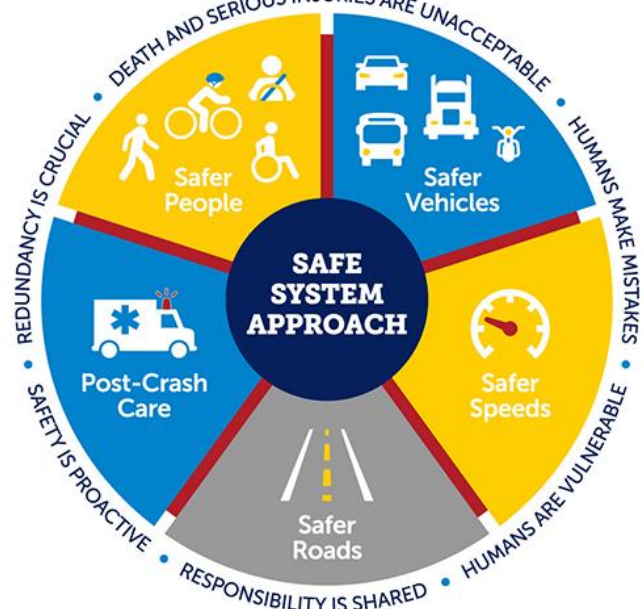 DEATH AND SERIOUS INJURIES ARE UNACCEPTABLE
HUMANS MAKE MISTAKES
HUMANS ARE VULNERABLE
RESPONSIBILITY IS SHARED
SAFETY IS PROACTIVE
REDUNDANCY IS CRUCIAL
Safer
People
Safer
Vehicles
SAFE
SYSTEM
APPROACH
Post-Crash
Care
Safer
Speeds
Safer
Roads